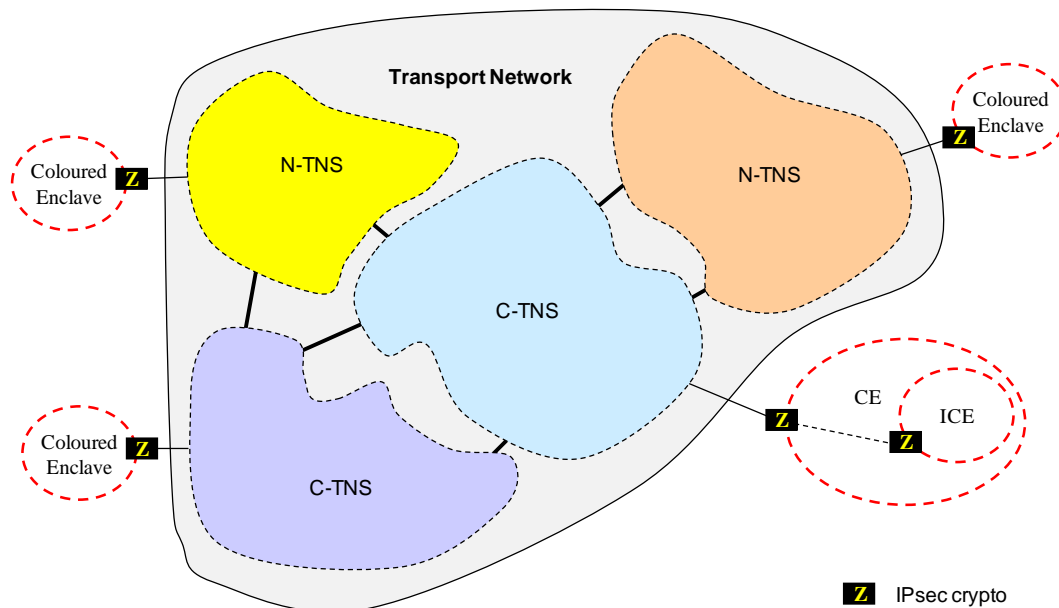 Transport Network
Coloured
Enclave
Z
N-TNS
N-TNS
Z
Coloured
Enclave
C-TNS
CE
ICE
Z
Z
Coloured
Enclave
Z
C-TNS
Z IPsec crypto